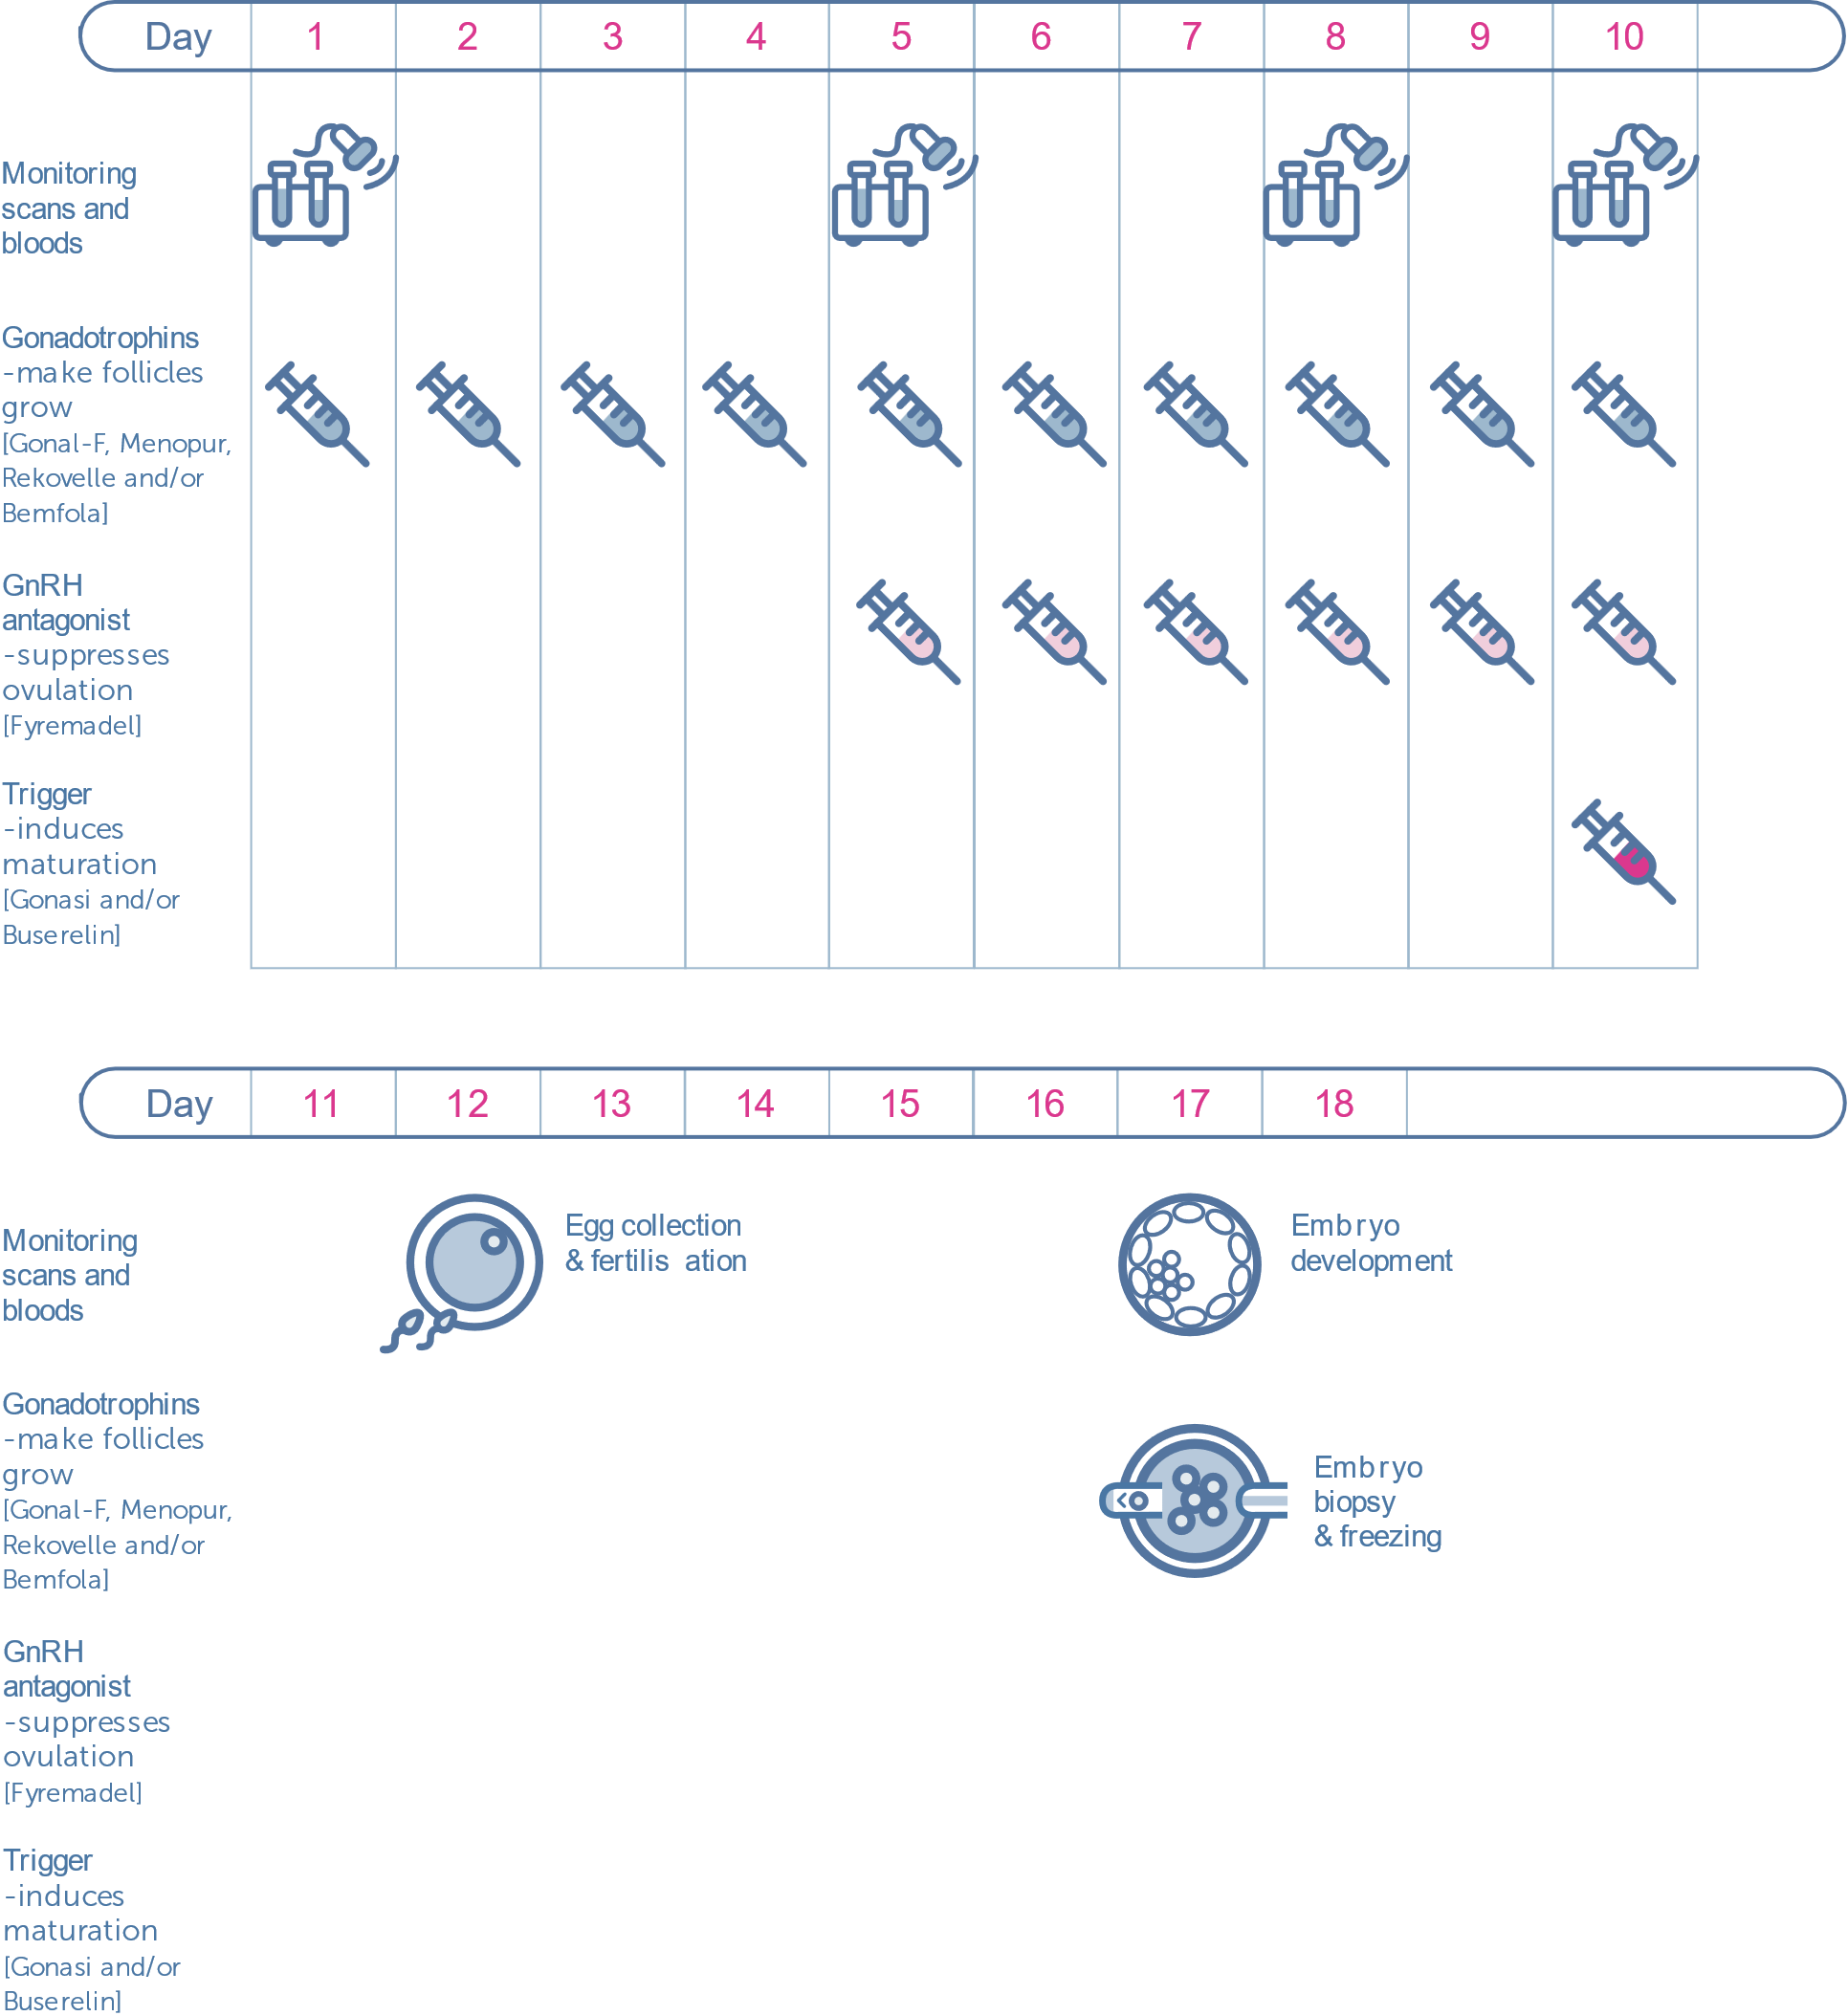 Day 1 2 3 4 5 6 7 8 9 10
Monitoring
scans and
bloods
Gonadotrophins
-make follicles
grow
[Gonal-F, Menopur,
Rekovelle and/or
Bemfola]
GnRH
antagonist
-suppresses
ovulation
[Fyremadel]
Trigger
-induces
maturation
[Gonasi and/or
Buserelin]
Day 11 12 13 14 15 16 17 18
Monitoring
scans and
bloods
Egg collection
& fertilis ation
Embryo
development
Gonadotrophins
-make follicles
grow
[Gonal-F, Menopur,
Rekovelle and/or
Bemfola]
Embryo
biopsy
& freezing
GnRH
antagonist
-suppresses
ovulation
[Fyremadel]
Trigger
-induces
maturation
[Gonasi and/or
Buserelin]